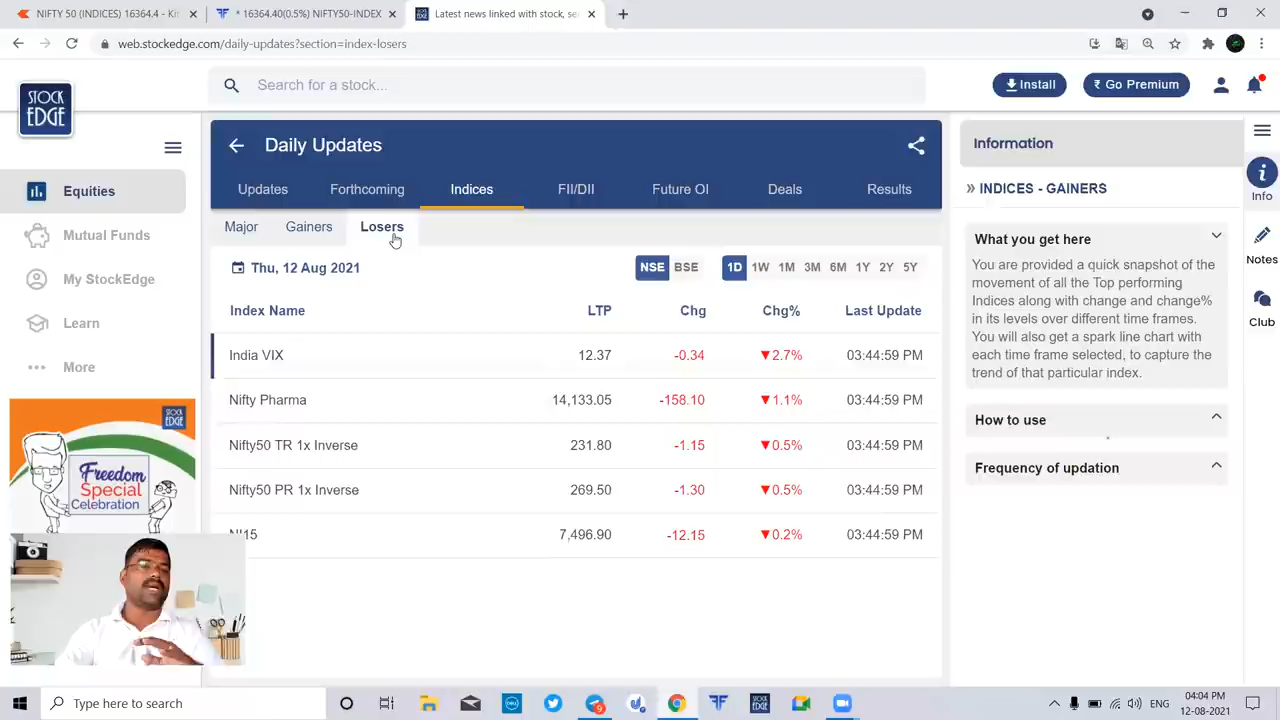 NIFTY 50 (INDICES) 16364.4 - Ki
16364.40(0.5%) NIFTY50-INDEX
Latest news linked with stock, se
web.stockedge.com/daily-updates?section=index-losers
STOCK EDGE
Search for a stock...
Install
₹ Go Premium
Equities
Mutual Funds
My StockEdge
Learn
More
STOCK EDGE
Freedom
Special
Celebration
Daily Updates
Updates Forthcoming Indices FII/DII Future OI Deals Results
Major Gainers Losers
Thu, 12 Aug 2021 NSE BSE 1D 1W 1M 3M 6M 1Y 2Y 5Y
Index Name LTP Chg Chg% Last Update
India VIX 12.37 -0.34 ▼2.7% 03:44:59 PM
Nifty Pharma 14,133.05 -158.10 ▼1.1% 03:44:59 PM
Nifty50 TR 1x Inverse 231.80 -1.15 ▼0.5% 03:44:59 PM
Nifty50 PR 1x Inverse 269.50 -1.30 ▼0.5% 03:44:59 PM
15 7,496.90 -12.15 ▼0.2% 03:44:59 PM
Information
» INDICES - GAINERS
What you get here
You are provided a quick snapshot of the
movement of all the Top performing
Indices along with change and change%
in its levels over different time frames.
You will also get a spark line chart with
each time frame selected, to capture the
trend of that particular index.
How to use
Frequency of updation
Info
Notes
Club
Type here to search
DELL
9
STOCK EDGE
ENG
04:04 PM
12-08-2021